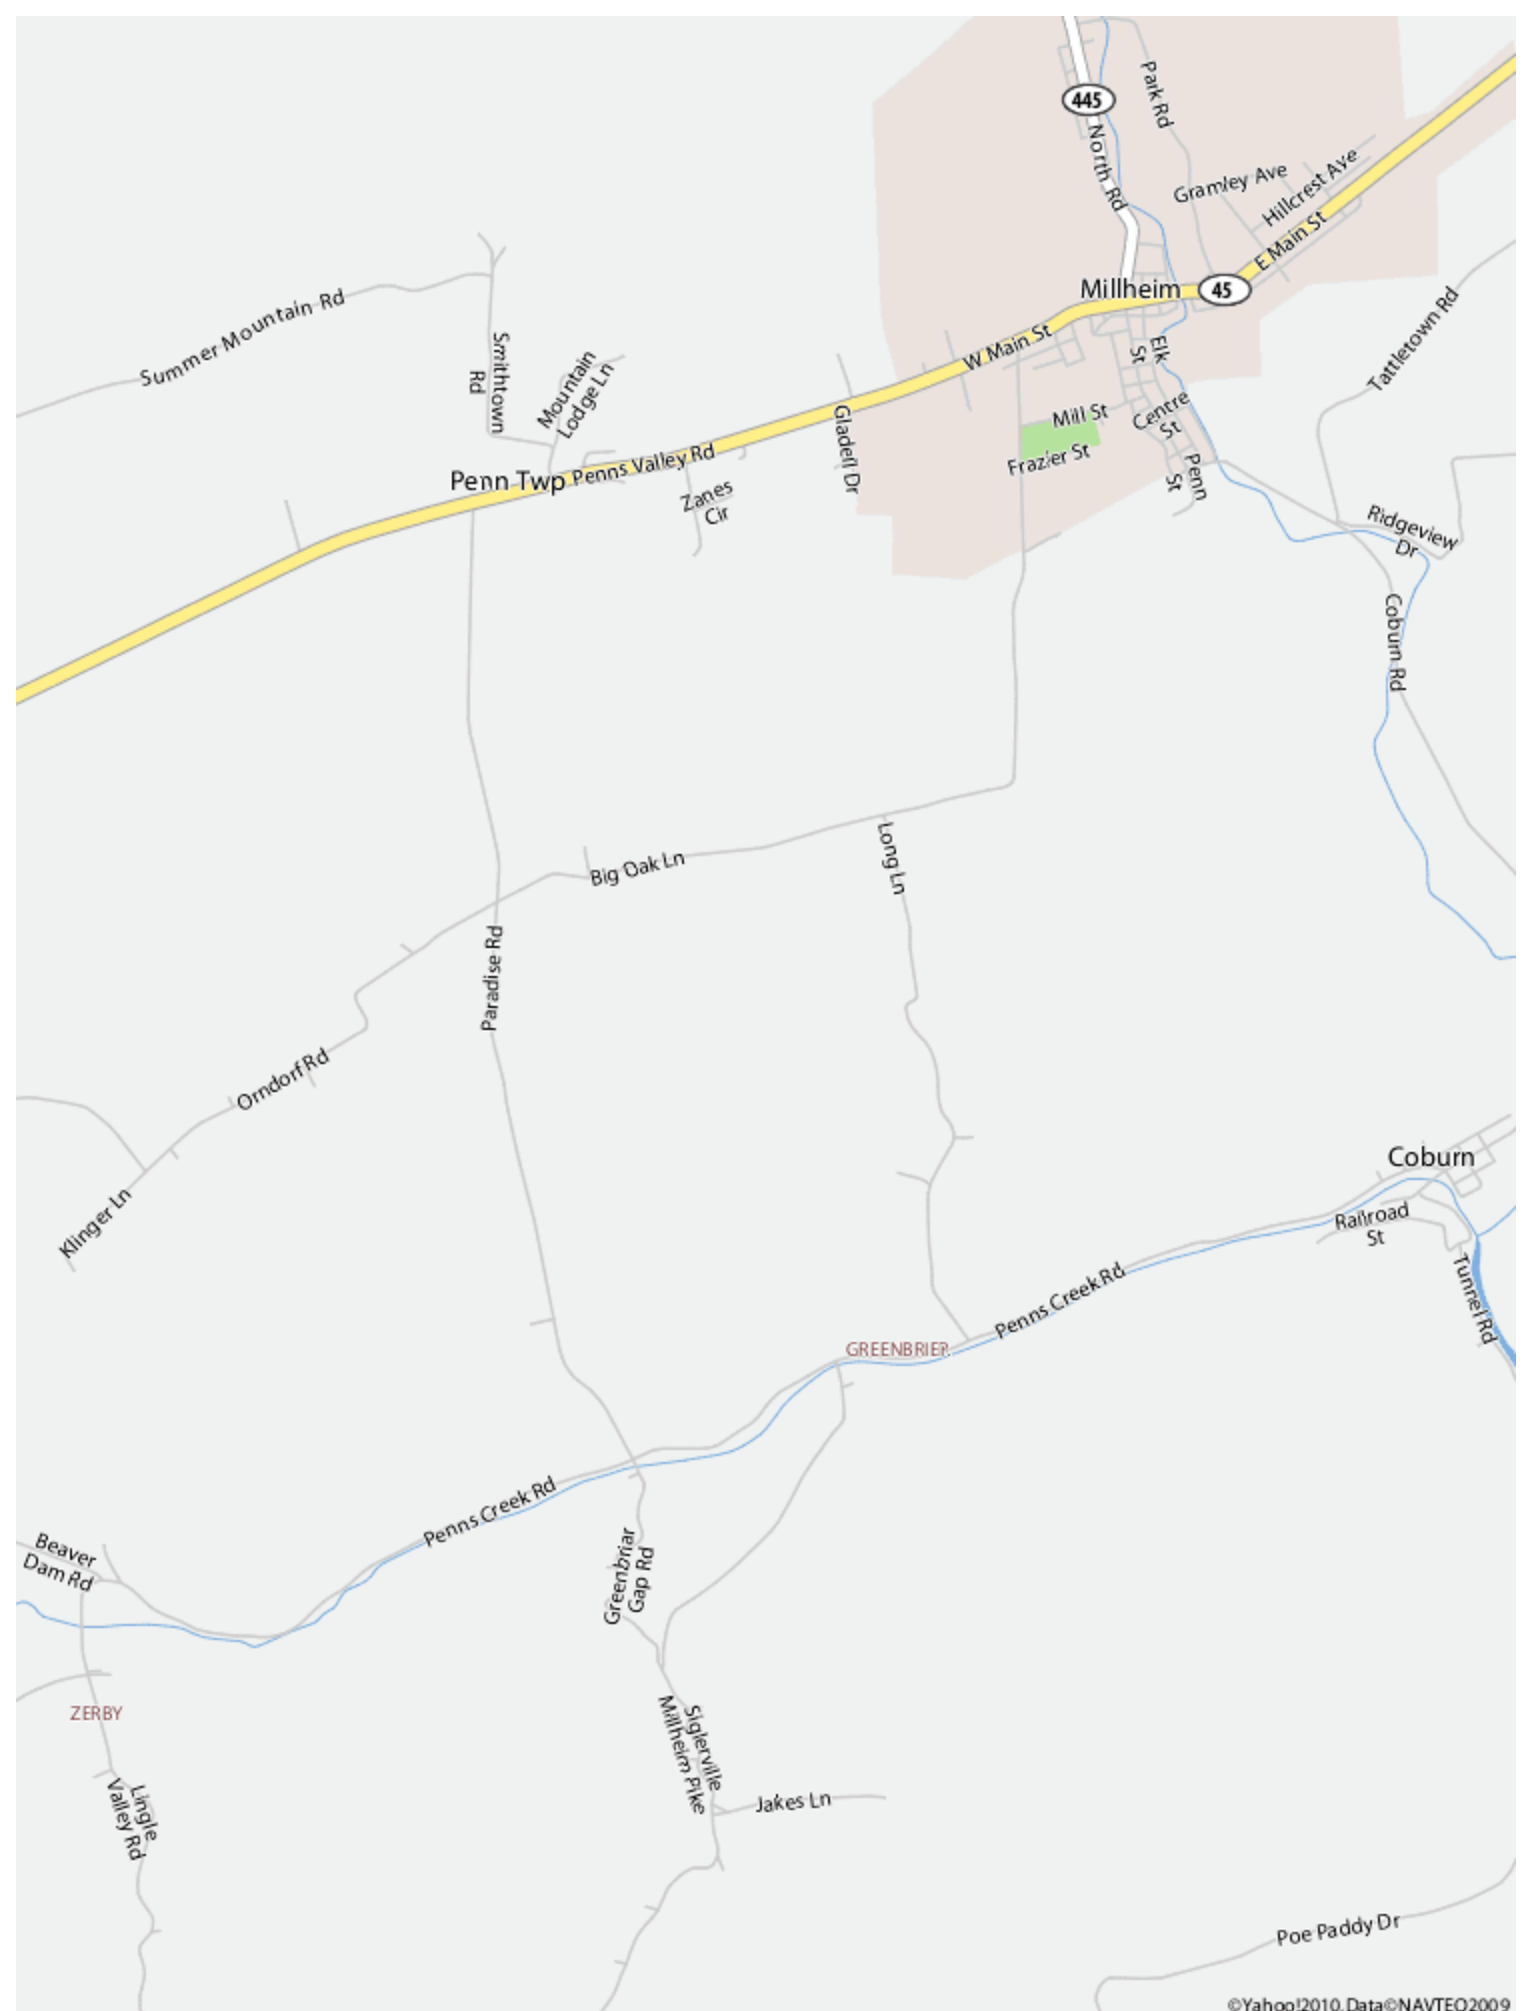 445
Park Rd
North Rd
Gramley Ave
Hillcrest Ave
E Main St
Millheim
45
Summer Mountain Rd
Smithtown
Rd
Mountain
Lodge Ln
W Main St
Elk
St
Tattletown Rd
Mill St
Centre
St
Gladell Dr
Frazier St
Penn
St
Penn Twp
Penns Valley Rd
Zanes
Cir
Ridgeview
Dr
Coburn Rd
Big Oak Ln
Long Ln
Paradise Rd
Orndorf Rd
Klinger Ln
Coburn
Railroad
St
Tunnel Rd
Penns Creek Rd
GREENBRIER
Penns Creek Rd
Beaver
Dam Rd
Greenbriar
Gap Rd
ZERBY
Siglerville
Millheim Pike
Lingle
Valley Rd
Jakes Ln
Poe Paddy Dr
©Yahoo!2010, Data©NAVTEQ2009